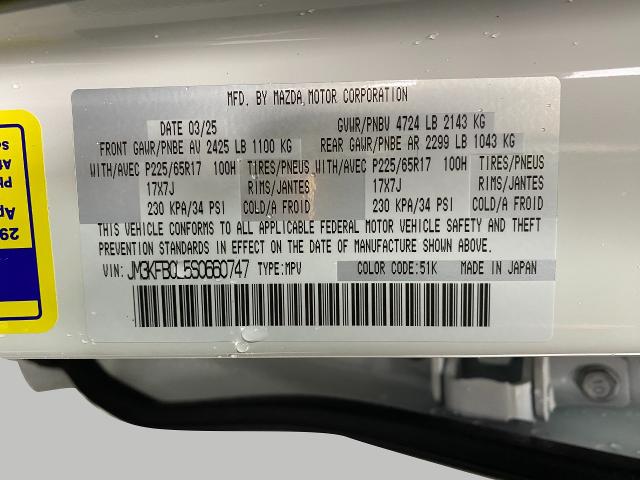 MFD. BY MAZDA MOTOR CORPORATION
DATE 03/25 GVWR/PNBV 4724 LB 2143 KG
FRONT GAWR/PNBE AV 2425 LB 1100 KG REAR GAWR/PNBE AR 2299 LB 1043 KG
WITH/AVEC P225/65R17 100H TIRES/PNEUS WITH/AVEC P225/65R17 100H TIRES/PNEUS
17X7J RIMS/JANTES 17X7J RIMS/JANTES
230 KPA/34 PSI COLD/A FROID 230 KPA/34 PSI COLD/A FROID
THIS VEHICLE CONFORMS TO ALL APPLICABLE FEDERAL MOTOR VEHICLE SAFETY AND THEFT
PREVENTION STANDARDS IN EFFECT ON THE DATE OF MANUFACTURE SHOWN ABOVE.
VIN: JM3KFBCL5S0660747 TYPE:MPV COLOR CODE:51K MADE IN JAPAN
29
Ap